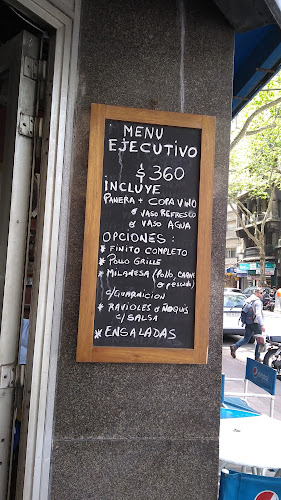 MENU
EJECUTIVO
$360
INCLUYE
PANERA + COPA VINO
ó VASO REFRESCO
ó VASO AGUA
OPCIONES:
* FINITO COMPLETO
* POLLO GRILLE
* MILANESA (POLLO, CARNE
ó PESCADO)
C/GUARNICION
* RAVIOLES ó ÑOQUIS
C/ SALSA
* ENSALADAS